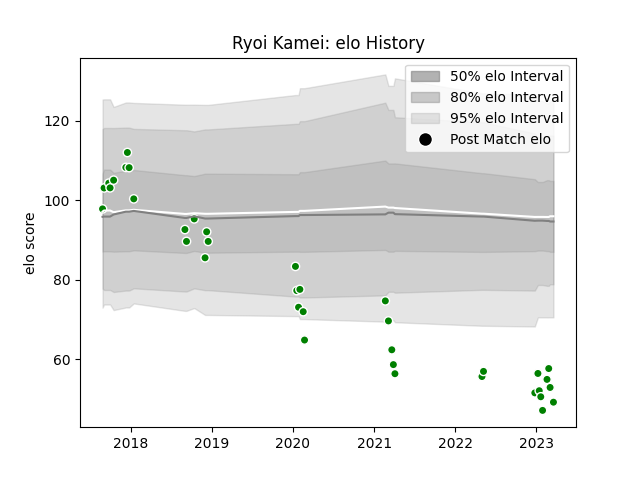 Ryoi Kamei: elo History
50% elo Interval
80% elo Interval
95% elo Interval
Post Match elo
elo score
120
100
80
60
2018
2019
2020
2021
2022
2023